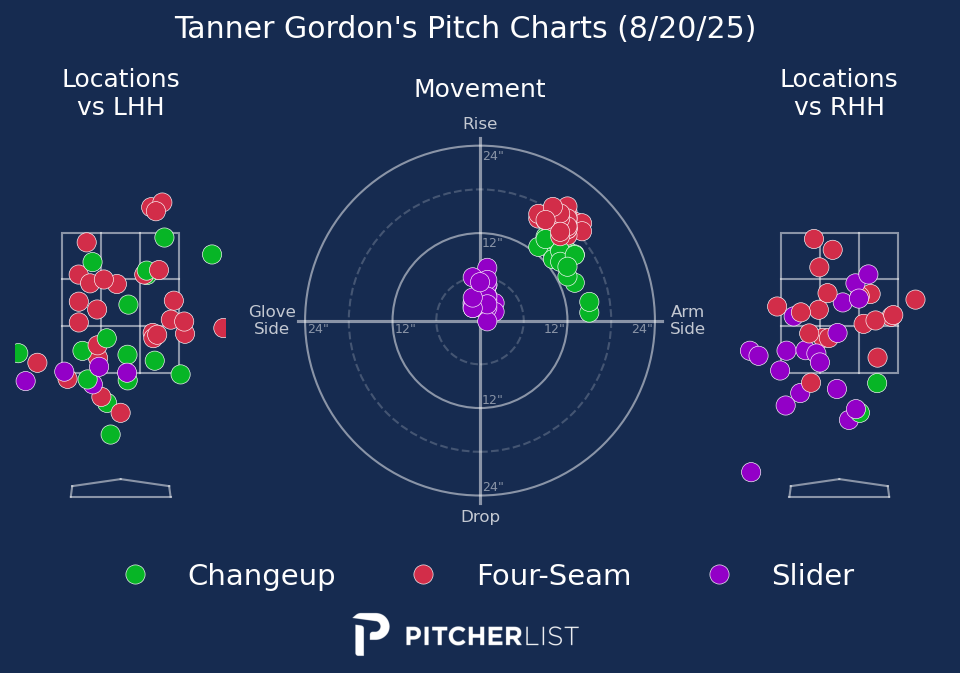 Tanner Gordon's Pitch Charts (8/20/25)
Locations
vs LHH
Movement
Locations
vs RHH
Rise
24"
12"
Glove
Side
24"
12"
12"
24"
Arm
Side
12"
24"
Drop
Changeup
Four-Seam
Slider
PITCHERLIST